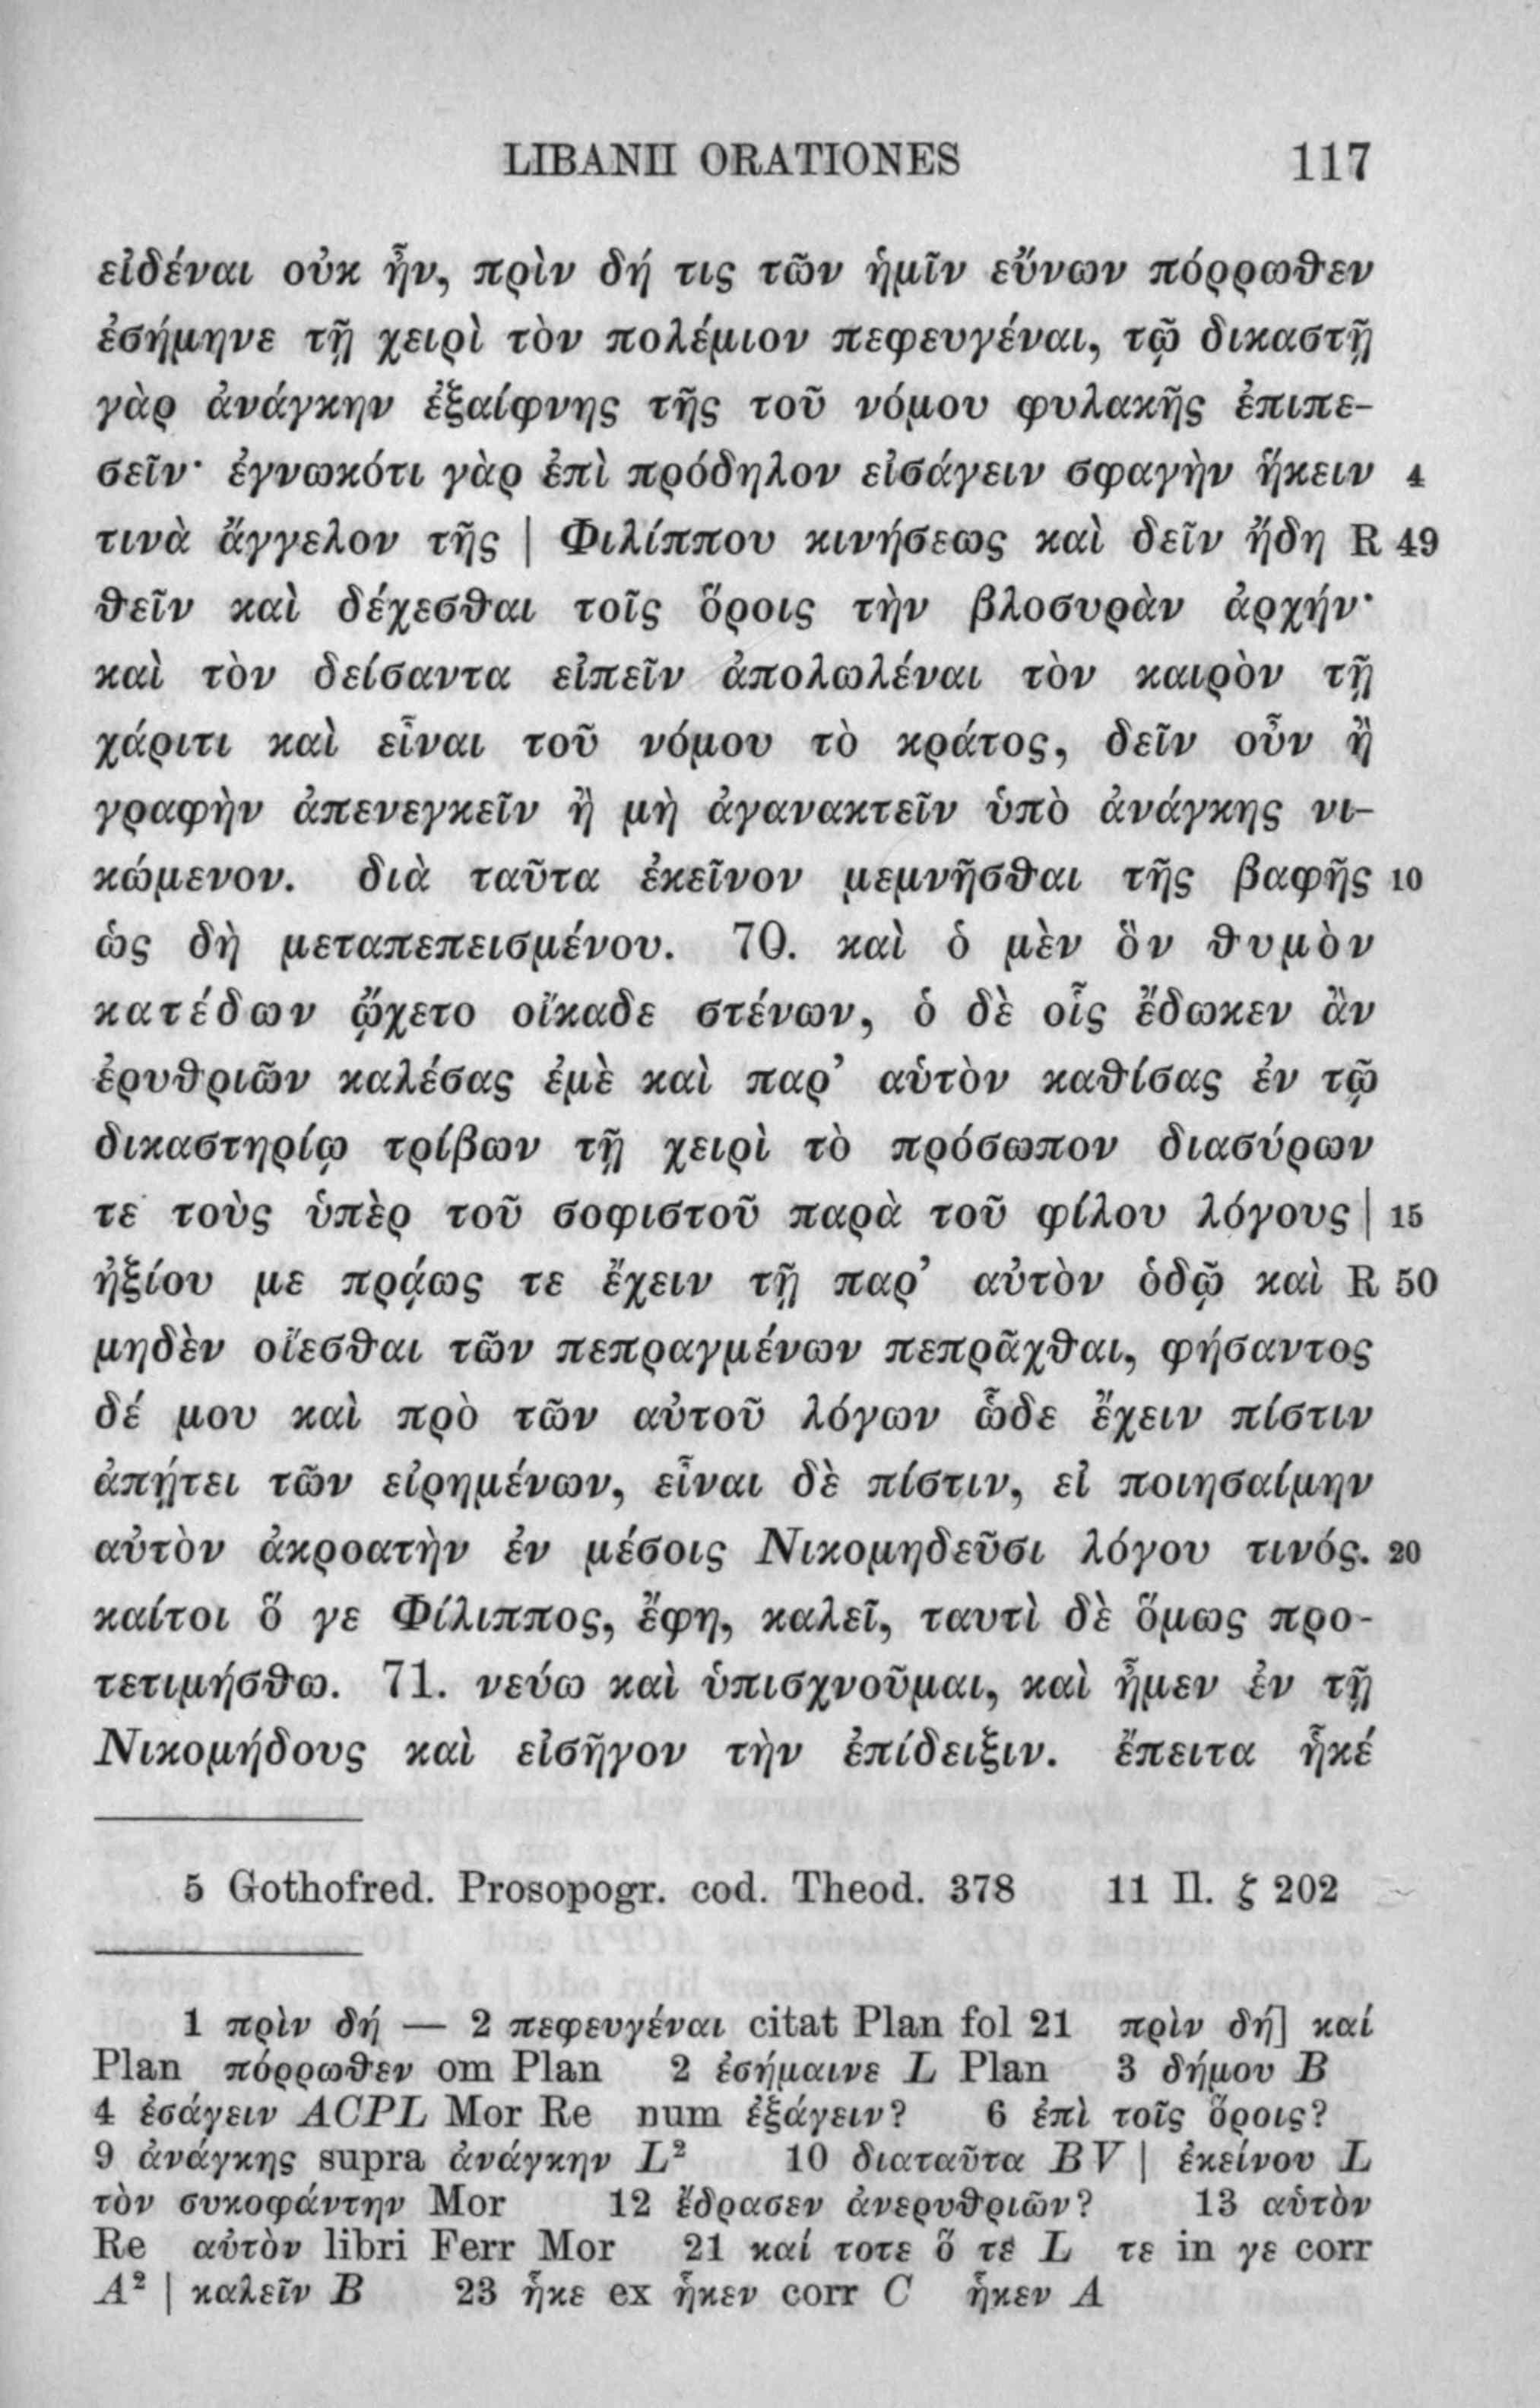 LIBANII ORATIONES 117
εἰδέναι οὐκ ἦν, πρὶν δή τις τῶν ἡμῖν εὔνων πόρρωθεν
ἐσήμηνε τῇ χειρὶ τὸν πολέμιον πεφευγέναι, τῷ δικαστῇ
γὰρ ἀνάγκην ἐξαίφνης τῆς τοῦ νόμου φυλακῆς ἐπιπε-
σεῖν· ἐγνωκότι γὰρ ἐπὶ πρόδηλον εἰσάγειν σφαγὴν ἥκειν 4
τινὰ ἄγγελον τῆς | Φιλίππου κινήσεως καὶ δεῖν ἤδη R 49
θεῖν καὶ δέχεσθαι τοῖς ὅροις τὴν βλοσυρὰν ἀρχήν·
καὶ τὸν δείσαντα εἰπεῖν ἀπολωλέναι τὸν καιρὸν τῇ
χάριτι καὶ εἶναι τοῦ νόμου τὸ κράτος, δεῖν οὖν ἢ
γραφὴν ἀπενεγκεῖν ἢ μὴ ἀγανακτεῖν ὑπὸ ἀνάγκης νι-
κώμενον. διὰ ταῦτα ἐκεῖνον μεμνῆσθαι τῆς βαφῆς 10
ὡς δὴ μεταπεπεισμένου. 70. καὶ ὁ μὲν ὃν θυμὸν
κατέδων ᾤχετο οἴκαδε στένων, ὁ δὲ οἷς ἔδωκεν ἂν
ἐρυθριῶν καλέσας ἐμὲ καὶ παρ’ αὑτὸν καθίσας ἐν τῷ
δικαστηρίῳ τρίβων τῇ χειρὶ τὸ πρόσωπον διασύρων
τε τοὺς ὑπὲρ τοῦ σοφιστοῦ παρὰ τοῦ φίλου λόγους | 15
ἠξίου με πρᾴως τε ἔχειν τῇ παρ’ αὐτὸν ὁδῷ καὶ R 50
μηδὲν οἴεσθαι τῶν πεπραγμένων πεπρᾶχθαι, φήσαντος
δέ μου καὶ πρὸ τῶν αὐτοῦ λόγων ὧδε ἔχειν πίστιν
ἀπῄτει τῶν εἰρημένων, εἶναι δὲ πίστιν, εἰ ποιησαίμην
αὐτὸν ἀκροατὴν ἐν μέσοις Νικομηδεῦσι λόγου τινός. 20
καίτοι ὅ γε Φίλιππος, ἔφη, καλεῖ, ταυτὶ δὲ ὅμως προ-
τετιμήσθω. 71. νεύω καὶ ὑπισχνοῦμαι, καὶ ἦμεν ἐν τῇ
Νικομήδους καὶ εἰσῆγον τὴν ἐπίδειξιν. ἔπειτα ἧκέ
5 Gothofred. Prosopogr. cod. Theod. 378 11 Il. ζ 202
1 πρὶν δή — 2 πεφευγέναι citat Plan fol 21 πρὶν δή] καί
Plan πόρρωθεν om Plan 2 ἐσήμαινε L Plan 3 δήμου B
4 ἐσάγειν ACPL Mor Re num ἐξάγειν? 6 ἐπὶ τοῖς ὅροις?
9 ἀνάγκης supra ἀνάγκην L² 10 διαταῦτα BV | ἐκείνου L
τὸν συκοφάντην Mor 12 ἔδρασεν ἀνερυθριῶν? 13 αὑτὸν
Re αὐτὸν libri Ferr Mor 21 καί τοτε ὅ τέ L τε in γε corr
A² | καλεῖν B 23 ἧκε ex ἧκεν corr C ἧκεν A